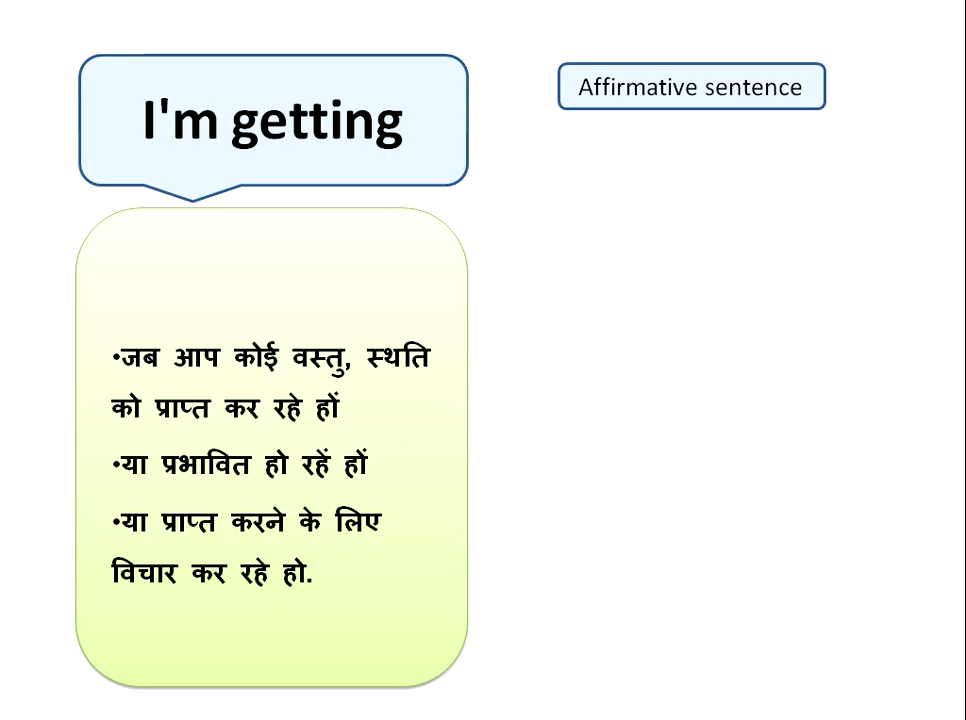 I'm getting
Affirmative sentence
•जब आप कोई वस्तु, स्थति
को प्राप्त कर रहे हों
•या प्रभावित हो रहें हों
•या प्राप्त करने के लिए
विचार कर रहे हो.